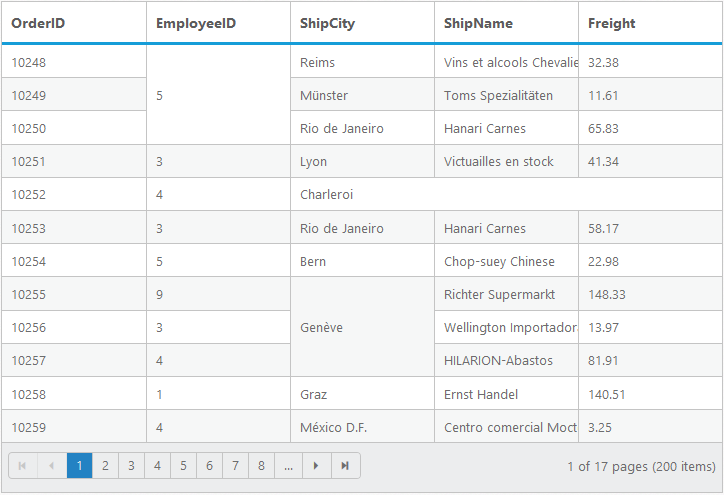 OrderID EmployeeID ShipCity ShipName Freight
10248 Reims Vins et alcools Chevalie 32.38
10249 5 Münster Toms Spezialitäten 11.61
10250 Rio de Janeiro Hanari Carnes 65.83
10251 3 Lyon Victuailles en stock 41.34
10252 4 Charleroi
10253 3 Rio de Janeiro Hanari Carnes 58.17
10254 5 Bern Chop-suey Chinese 22.98
10255 9 Richter Supermarkt 148.33
10256 3 Genève Wellington Importador 13.97
10257 4 HILARION-Abastos 81.91
10258 1 Graz Ernst Handel 140.51
10259 4 México D.F. Centro comercial Moct 3.25
1 2 3 4 5 6 7 8 ... 1 of 17 pages (200 items)